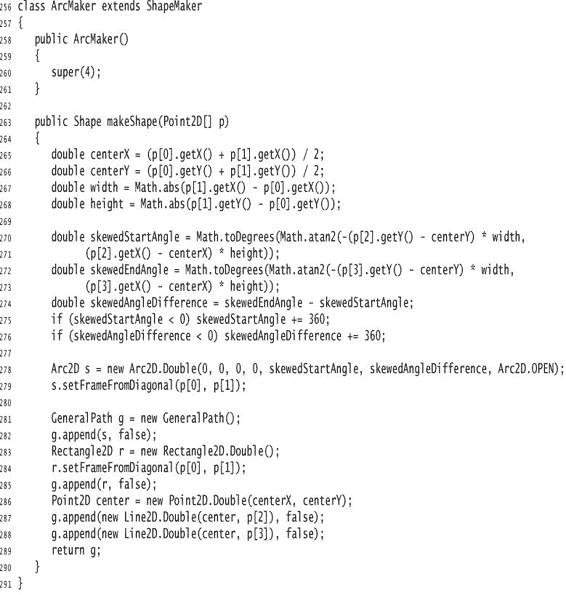 256 class ArcMaker extends ShapeMaker
257 {
258    public ArcMaker()
259    {
260       super(4);
261    }
262
263    public Shape makeShape(Point2D[] p)
264    {
265       double centerX = (p[0].getX() + p[1].getX()) / 2;
266       double centerY = (p[0].getY() + p[1].getY()) / 2;
267       double width = Math.abs(p[1].getX() - p[0].getX());
268       double height = Math.abs(p[1].getY() - p[0].getY());
269
270       double skewedStartAngle = Math.toDegrees(Math.atan2(-(p[2].getY() - centerY) * width,
271             (p[2].getX() - centerX) * height));
272       double skewedEndAngle = Math.toDegrees(Math.atan2(-(p[3].getY() - centerY) * width,
273             (p[3].getX() - centerX) * height));
274       double skewedAngleDifference = skewedEndAngle - skewedStartAngle;
275       if (skewedStartAngle < 0) skewedStartAngle += 360;
276       if (skewedAngleDifference < 0) skewedAngleDifference += 360;
277
278       Arc2D s = new Arc2D.Double(0, 0, 0, 0, skewedStartAngle, skewedAngleDifference, Arc2D.OPEN);
279       s.setFrameFromDiagonal(p[0], p[1]);
280
281       GeneralPath g = new GeneralPath();
282       g.append(s, false);
283       Rectangle2D r = new Rectangle2D.Double();
284       r.setFrameFromDiagonal(p[0], p[1]);
285       g.append(r, false);
286       Point2D center = new Point2D.Double(centerX, centerY);
287       g.append(new Line2D.Double(center, p[2]), false);
288       g.append(new Line2D.Double(center, p[3]), false);
289       return g;
290    }
291 }